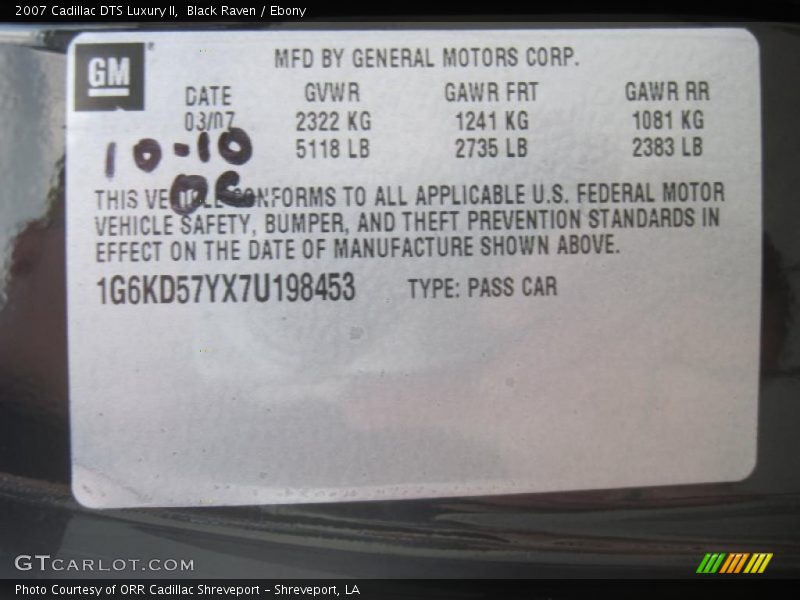 2007 Cadillac DTS Luxury II, Black Raven / Ebony
GM
MFD BY GENERAL MOTORS CORP.
DATE GVWR GAWR FRT GAWR RR
03/07 2322 KG 1241 KG 1081 KG
10-10 5118 LB 2735 LB 2383 LB
THIS VEHICLE CONFORMS TO ALL APPLICABLE U.S. FEDERAL MOTOR
VEHICLE SAFETY, BUMPER, AND THEFT PREVENTION STANDARDS IN
EFFECT ON THE DATE OF MANUFACTURE SHOWN ABOVE.
1G6KD57YX7U198453 TYPE: PASS CAR
GTCARLOT.COM
Photo Courtesy of ORR Cadillac Shreveport - Shreveport, LA